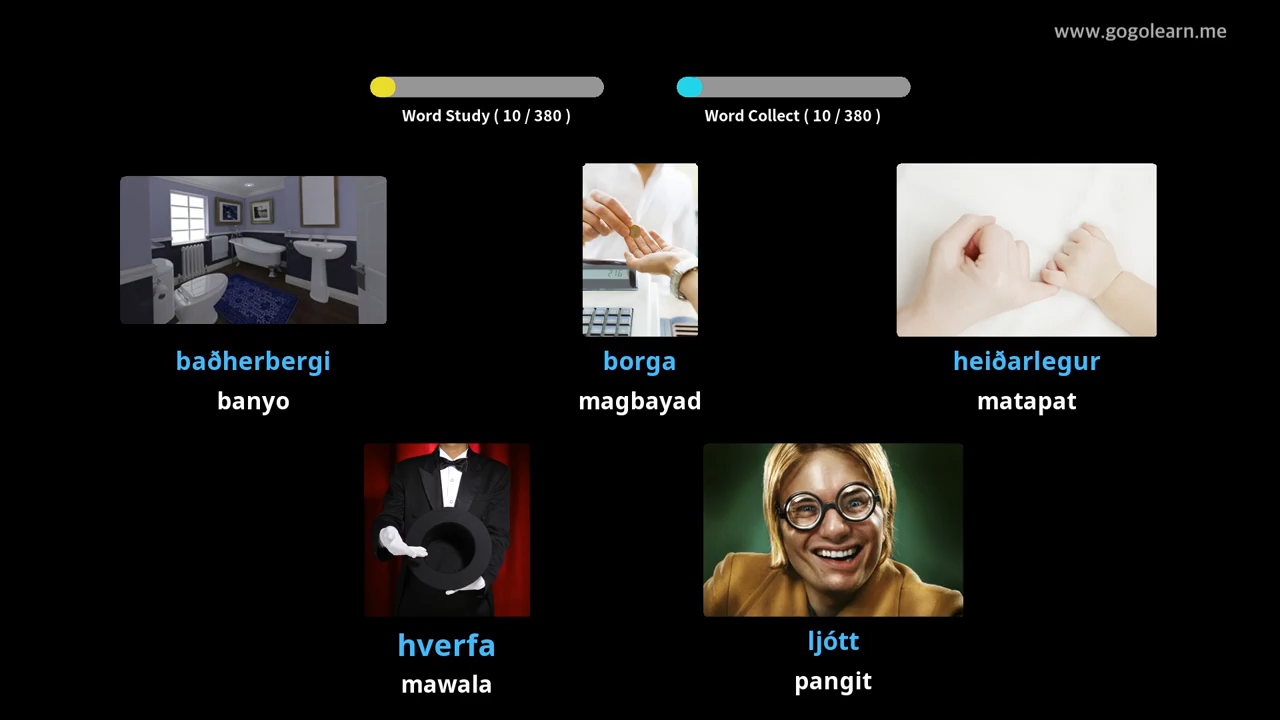 www.gogolearn.me
Word Study ( 10 / 380 )
Word Collect ( 10 / 380 )
baðherbergi
banyo
borga
magbayad
heiðarlegur
matapat
hverfa
mawala
ljótt
pangit